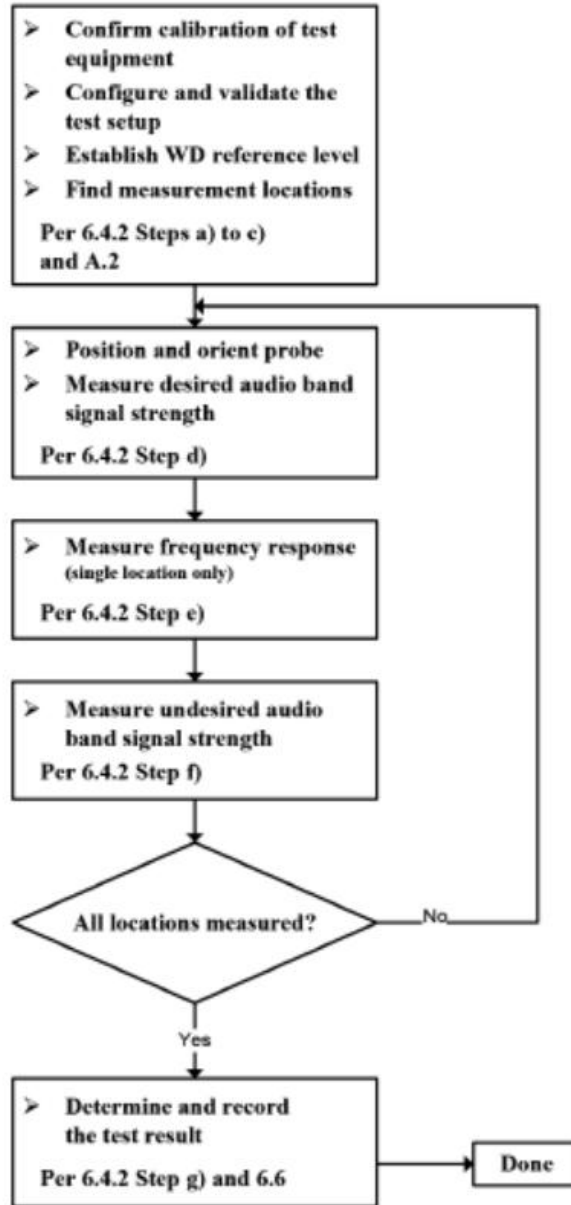 ➢ Confirm calibration of test
equipment
➢ Configure and validate the
test setup
➢ Establish WD reference level
➢ Find measurement locations
Per 6.4.2 Steps a) to c)
and A.2
➢ Position and orient probe
➢ Measure desired audio band
signal strength
Per 6.4.2 Step d)
➢ Measure frequency response
(single location only)
Per 6.4.2 Step e)
➢ Measure undesired audio
band signal strength
Per 6.4.2 Step f)
All locations measured?
No
Yes
➢ Determine and record
the test result
Per 6.4.2 Step g) and 6.6
Done